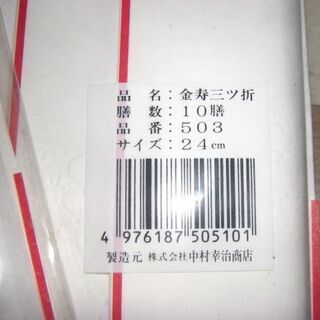 品 名：金寿三ツ折
膳 数：10膳
品 番：503
サイズ：24cm
4 976187 505101
製造元 株式会社中村幸治商店